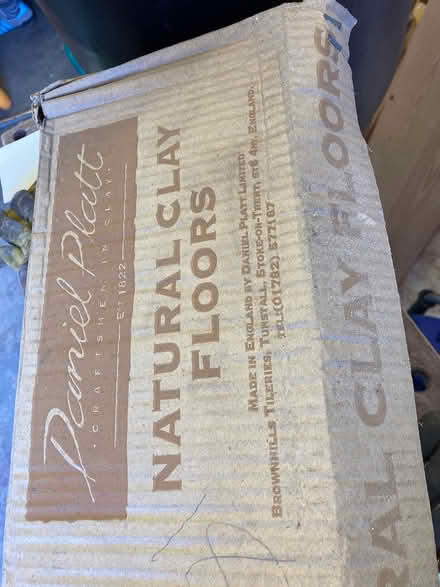 Daniel Platt
• CRAFTSMEN IN CLAY •
EST 1822
NATURAL CLAY
FLOORS
MADE IN ENGLAND BY DANIEL PLATT LIMITED
BROWNHILLS TILERIES, TUNSTALL, STOKE-ON-TRENT, ST6 4NY, ENGLAND.
TEL:(01782) 577187
RAL CLAY FLOORS